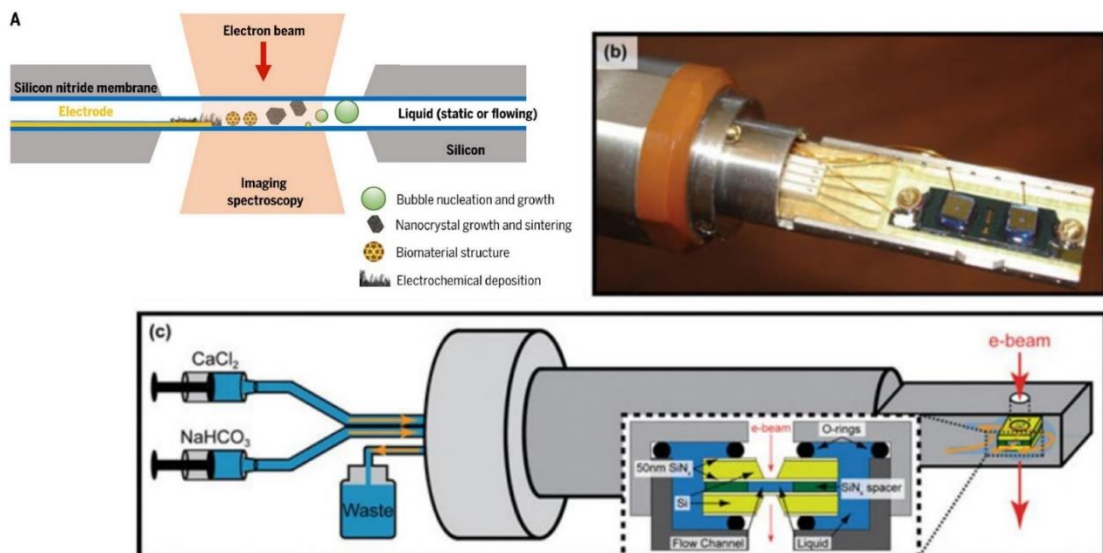 A
Electron beam
Silicon nitride membrane
Electrode
Liquid (static or flowing)
Silicon
Imaging
spectroscopy
Bubble nucleation and growth
Nanocrystal growth and sintering
Biomaterial structure
Electrochemical deposition
(b)
(c)
CaCl₂
NaHCO₃
Waste
e-beam
e-beam
O-rings
50nm SiNₓ
SiNₓ spacer
Si
Flow Channel
Liquid